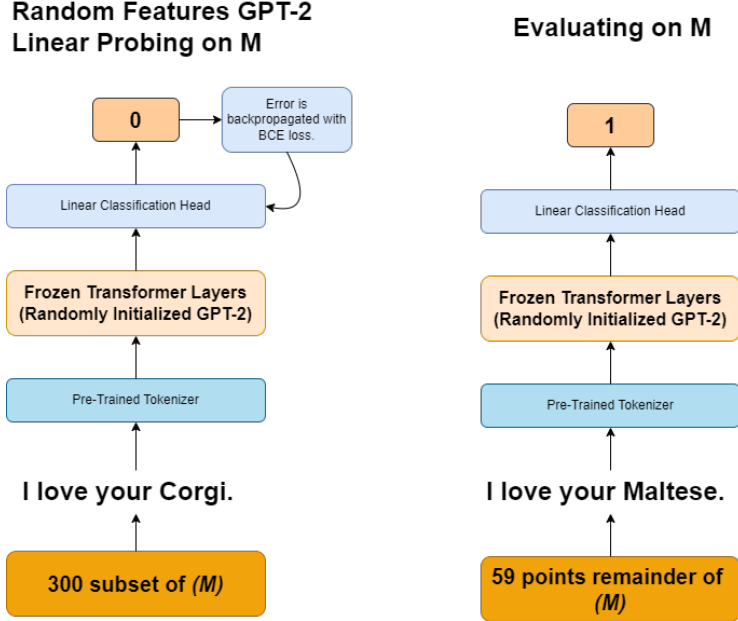 Random Features GPT-2
Linear Probing on M
0
Error is
backpropagated with
BCE loss.
Linear Classification Head
Frozen Transformer Layers
(Randomly Initialized GPT-2)
Pre-Trained Tokenizer
I love your Corgi.
300 subset of (M)
Evaluating on M
1
Linear Classification Head
Frozen Transformer Layers
(Randomly Initialized GPT-2)
Pre-Trained Tokenizer
I love your Maltese.
59 points remainder of
(M)